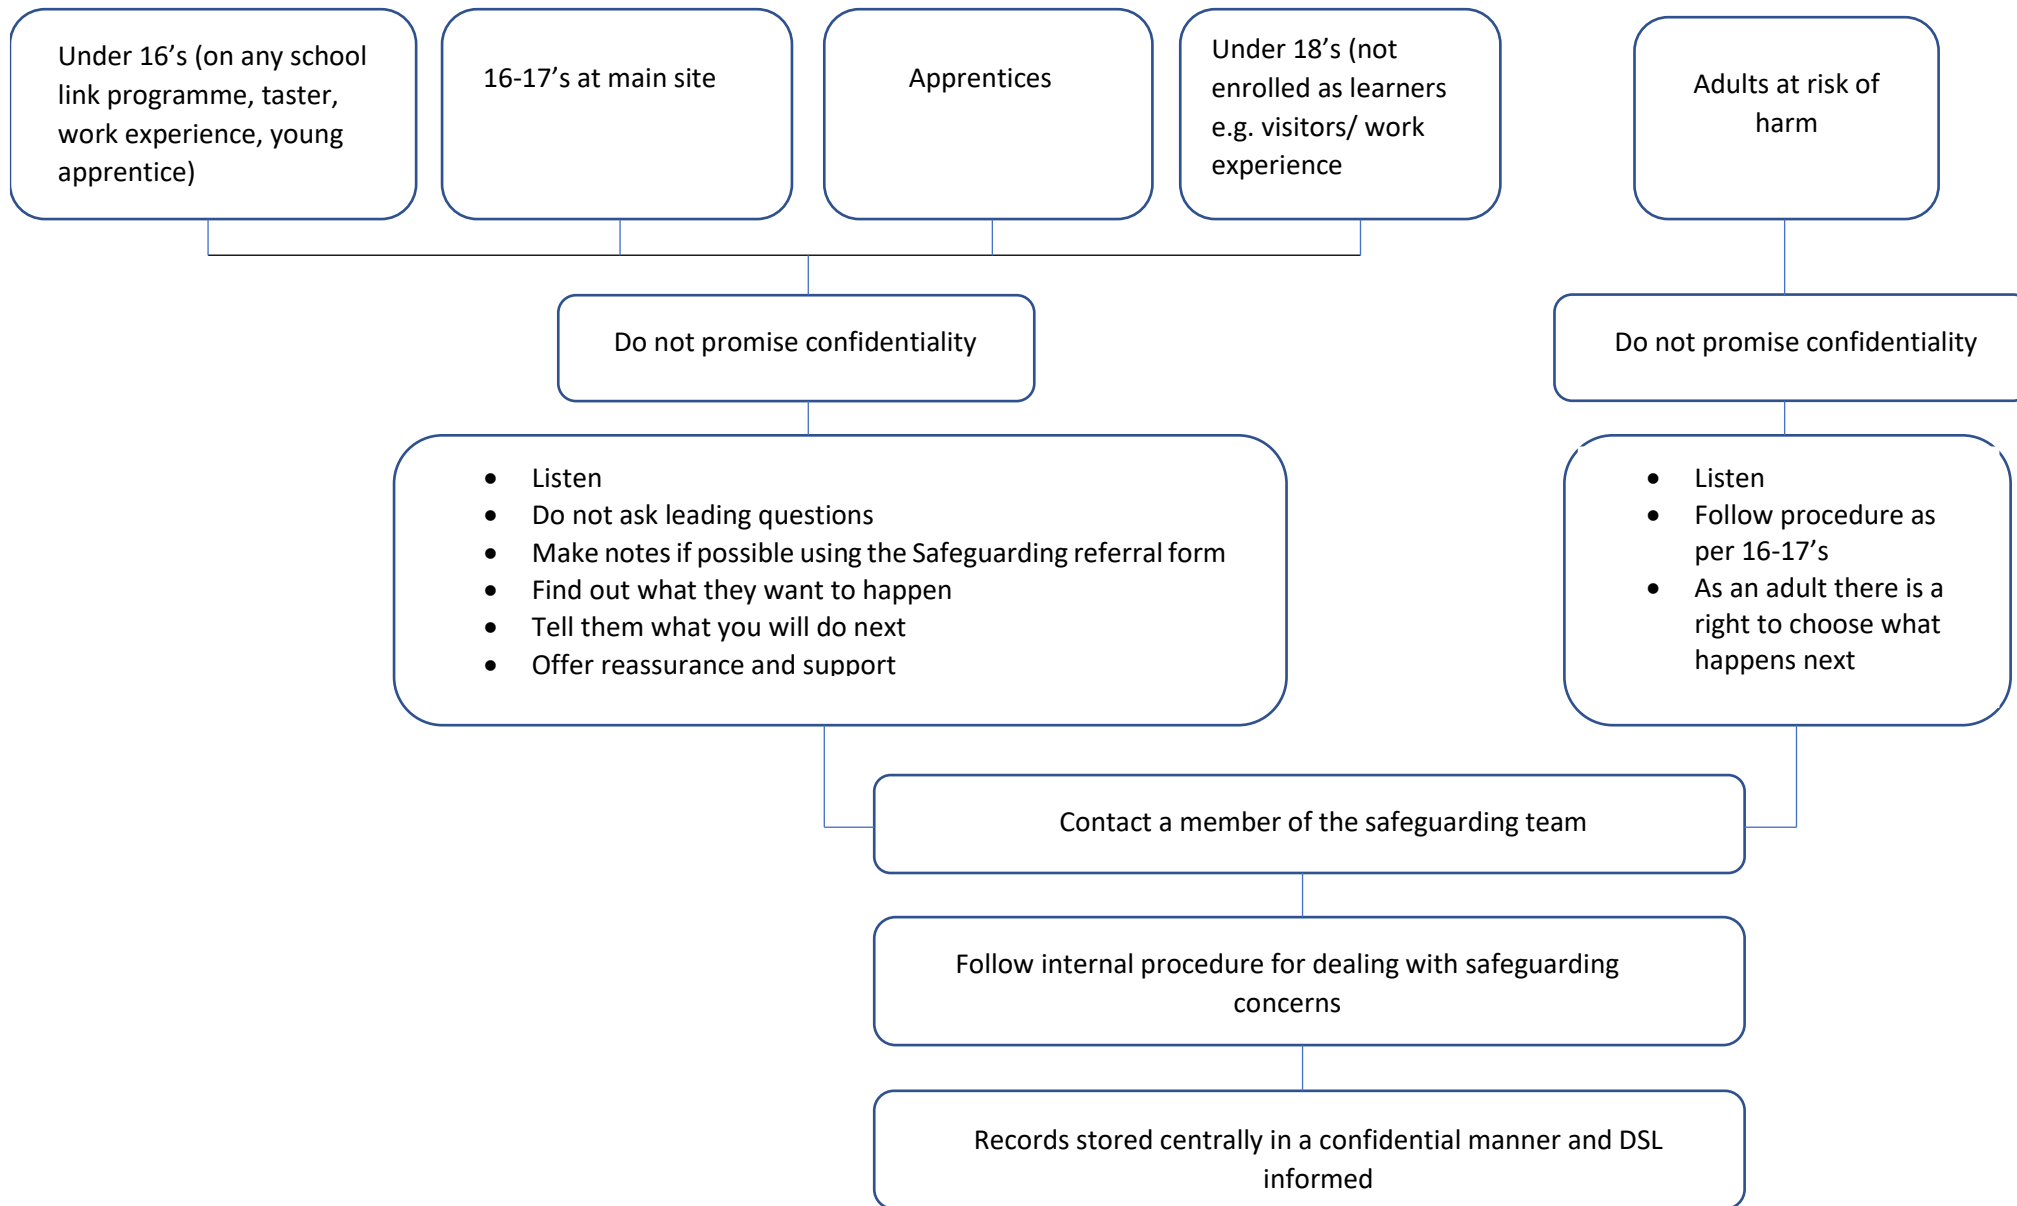 Under 16’s (on any school
link programme, taster,
work experience, young
apprentice)
16-17’s at main site
Apprentices
Under 18’s (not
enrolled as learners
e.g. visitors/ work
experience
Adults at risk of
harm
Do not promise confidentiality
Do not promise confidentiality
• Listen
• Do not ask leading questions
• Make notes if possible using the Safeguarding referral form
• Find out what they want to happen
• Tell them what you will do next
• Offer reassurance and support
• Listen
• Follow procedure as
per 16-17’s
• As an adult there is a
right to choose what
happens next
Contact a member of the safeguarding team
Follow internal procedure for dealing with safeguarding
concerns
Records stored centrally in a confidential manner and DSL
informed